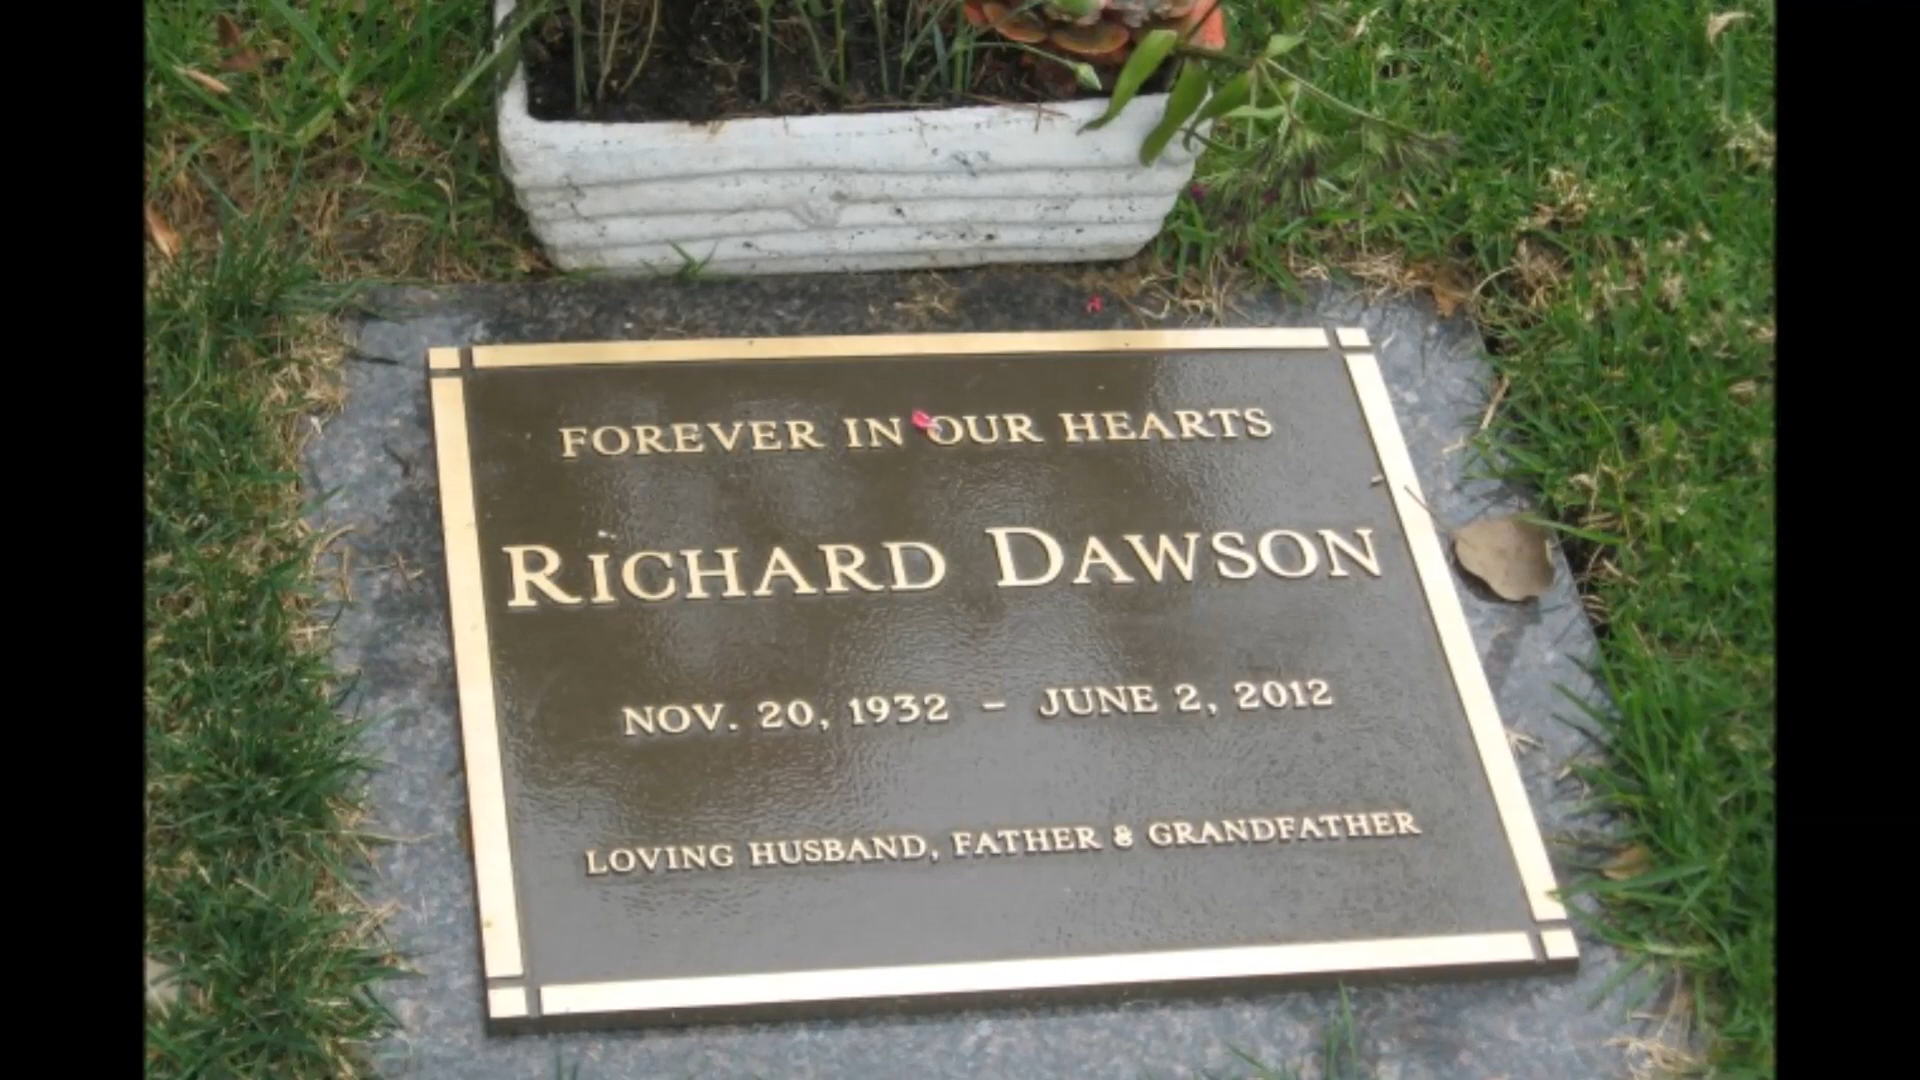 FOREVER IN OUR HEARTS
RICHARD DAWSON
NOV. 20, 1932 – JUNE 2, 2012
LOVING HUSBAND, FATHER & GRANDFATHER